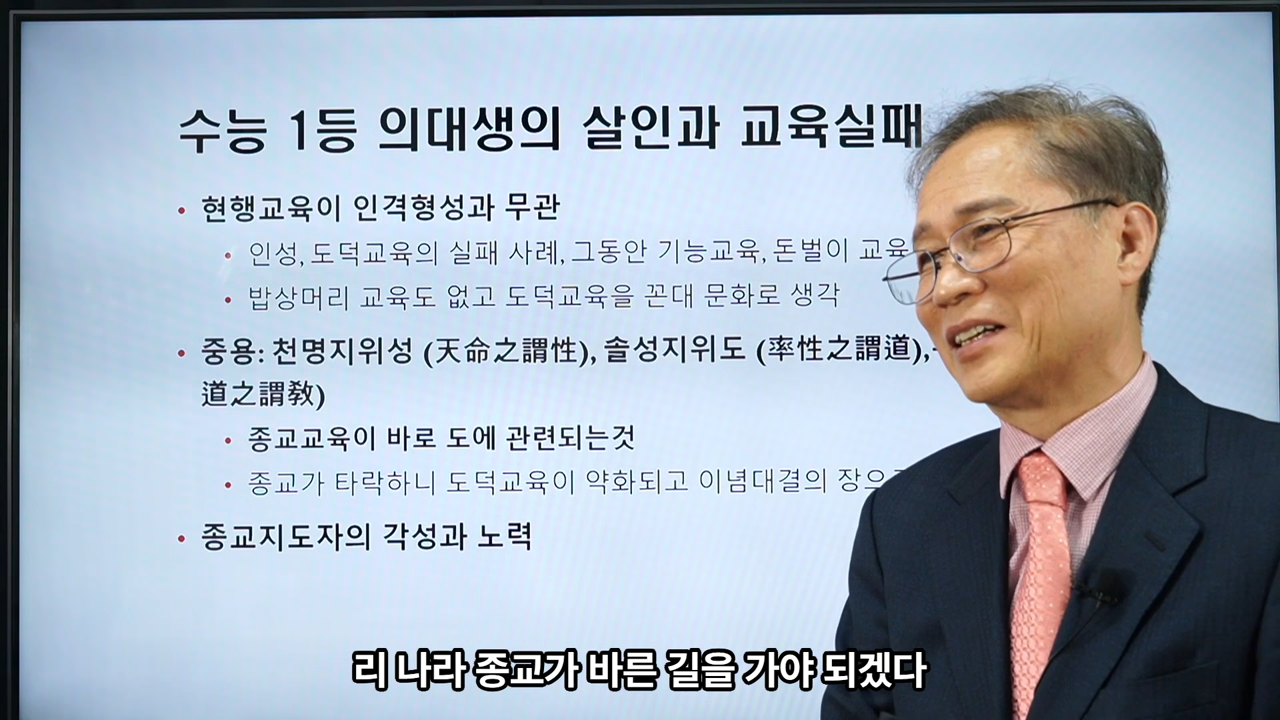 수능 1등 의대생의 살인과 교육실패
• 현행교육이 인격형성과 무관
• 인성, 도덕교육의 실패 사례, 그동안 기능교육, 돈벌이 교육
• 밥상머리 교육도 없고 도덕교육을 꼰대 문화로 생각
• 중용: 천명지위성 (天命之謂性), 솔성지위도 (率性之謂道),
道之謂敎)
• 종교교육이 바로 도에 관련되는것
• 종교가 타락하니 도덕교육이 약화되고 이념대결의 장으
• 종교지도자의 각성과 노력
리 나라 종교가 바른 길을 가야 되겠다